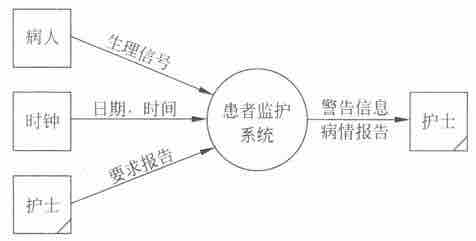 病人
生理信号
时钟
日期,时间
患者监护
系统
警告信息
病情报告
护士
要求报告
护士